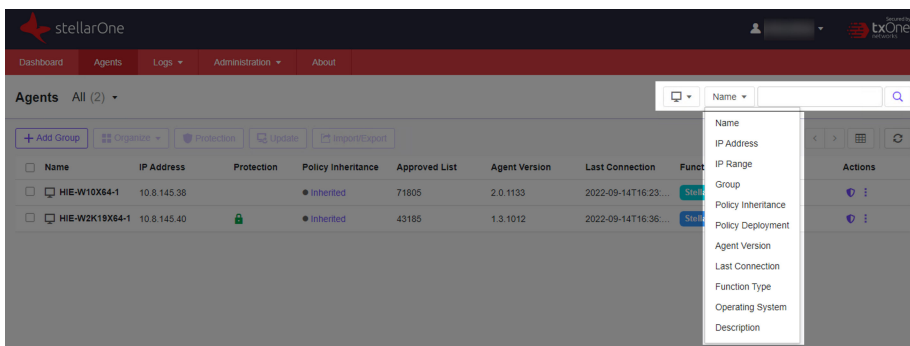 stellarOne
Secured by
txOne
networks
Dashboard Agents Logs Administration About
Agents All (2)
Name
+ Add Group Organize Protection Update Import/Export
Name IP Address Protection Policy Inheritance Approved List Agent Version Last Connection Funct Actions
HIE-W10X64-1 10.8.145.38 Inherited 71805 2.0.1133 2022-09-14T16:23:... Stella
HIE-W2K19X64-1 10.8.145.40 Inherited 43185 1.3.1012 2022-09-14T16:36:... Stella
Name
IP Address
IP Range
Group
Policy Inheritance
Policy Deployment
Agent Version
Last Connection
Function Type
Operating System
Description